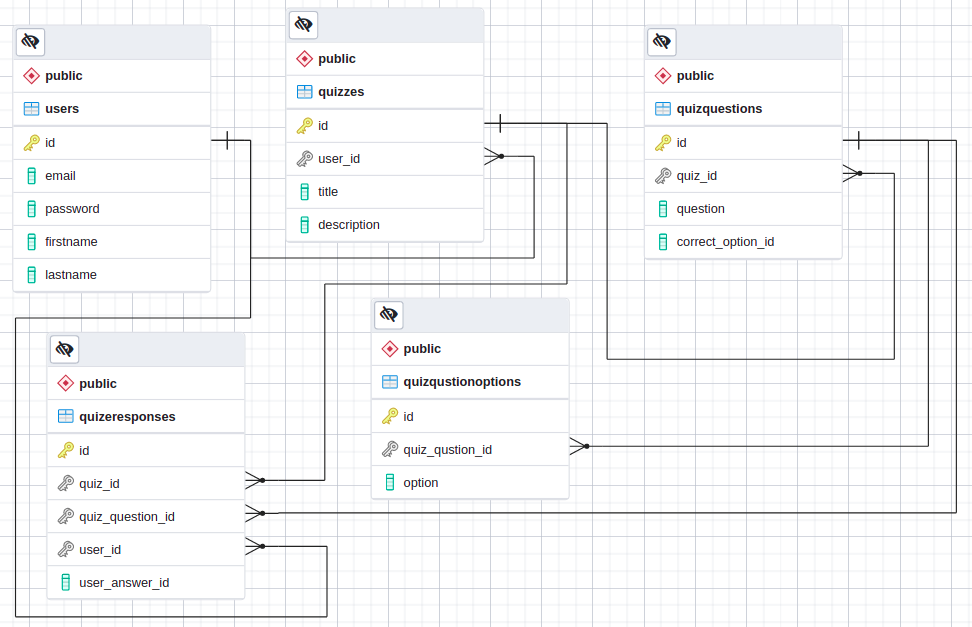 public
users
id
email
password
firstname
lastname
public
quizzes
id
user_id
title
description
public
quizquestions
id
quiz_id
question
correct_option_id
public
quizeresponses
id
quiz_id
quiz_question_id
user_id
user_answer_id
public
quizqustionoptions
id
quiz_qustion_id
option